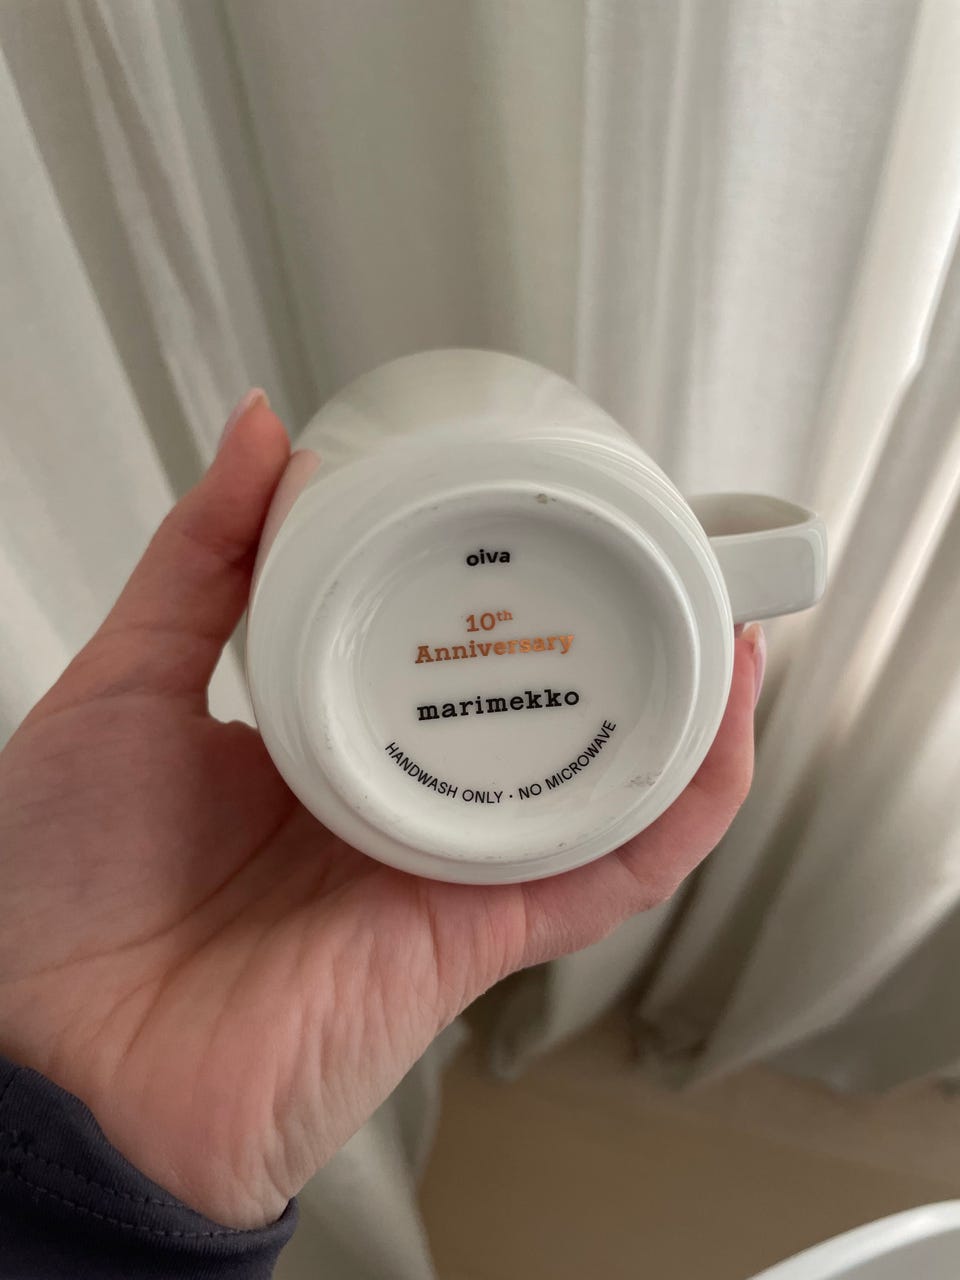 oiva
10th
Anniversary
marimekko
HANDWASH ONLY · NO MICROWAVE